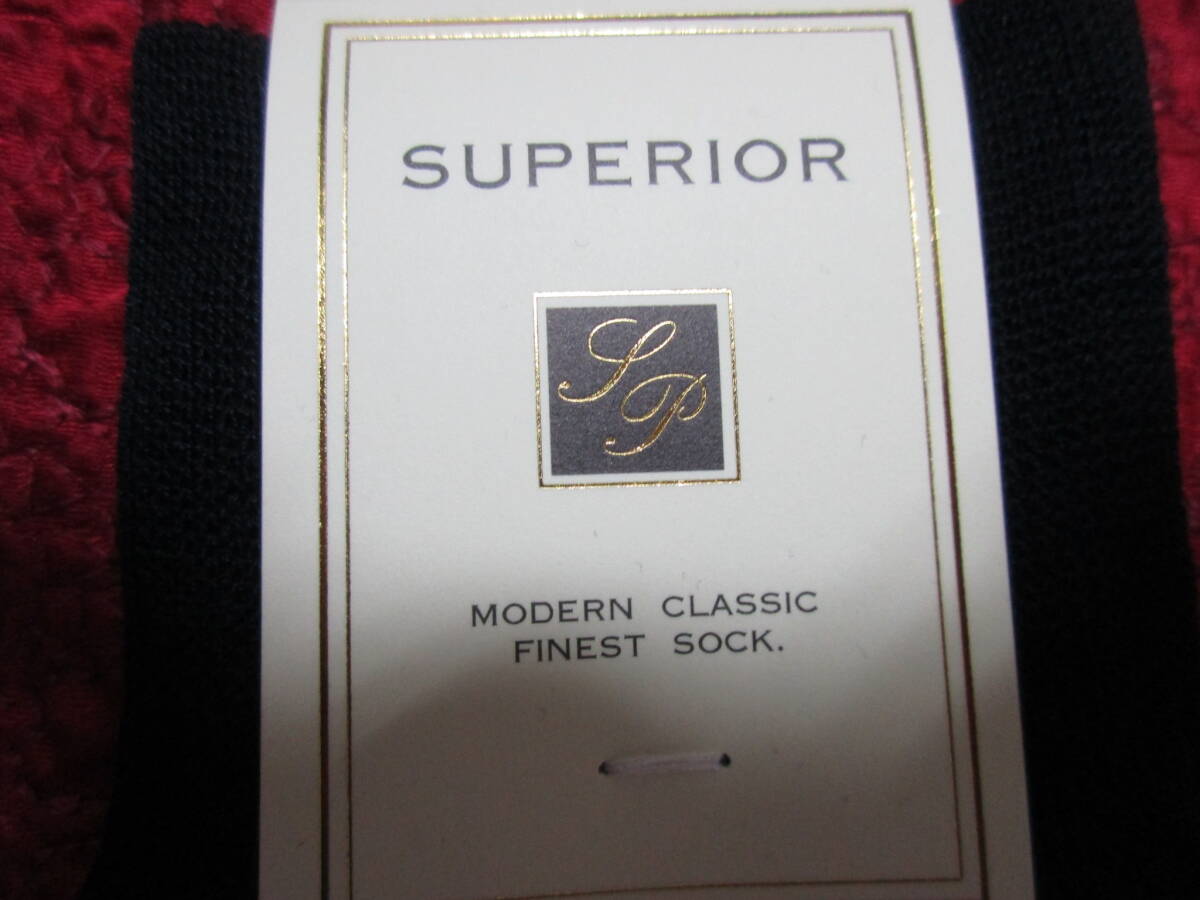 SUPERIOR
SP
MODERN CLASSIC
FINEST SOCK.